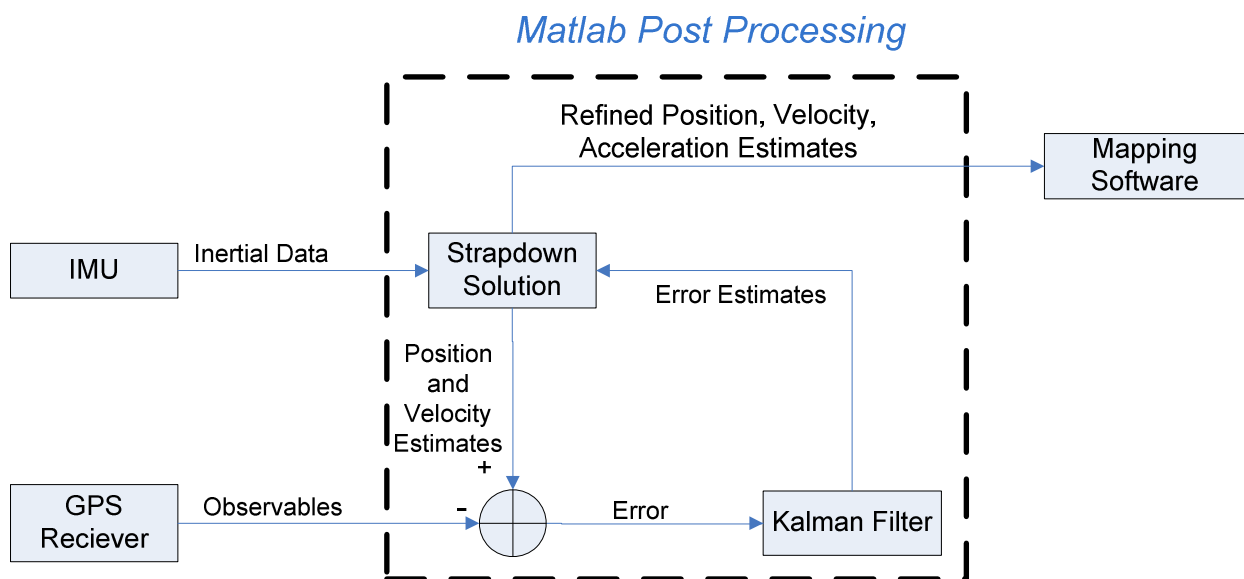 Matlab Post Processing
Refined Position, Velocity,
Acceleration Estimates
Mapping
Software
IMU
Inertial Data
Strapdown
Solution
Error Estimates
Position
and
Velocity
Estimates
+
-
GPS
Reciever
Observables
Error
Kalman Filter